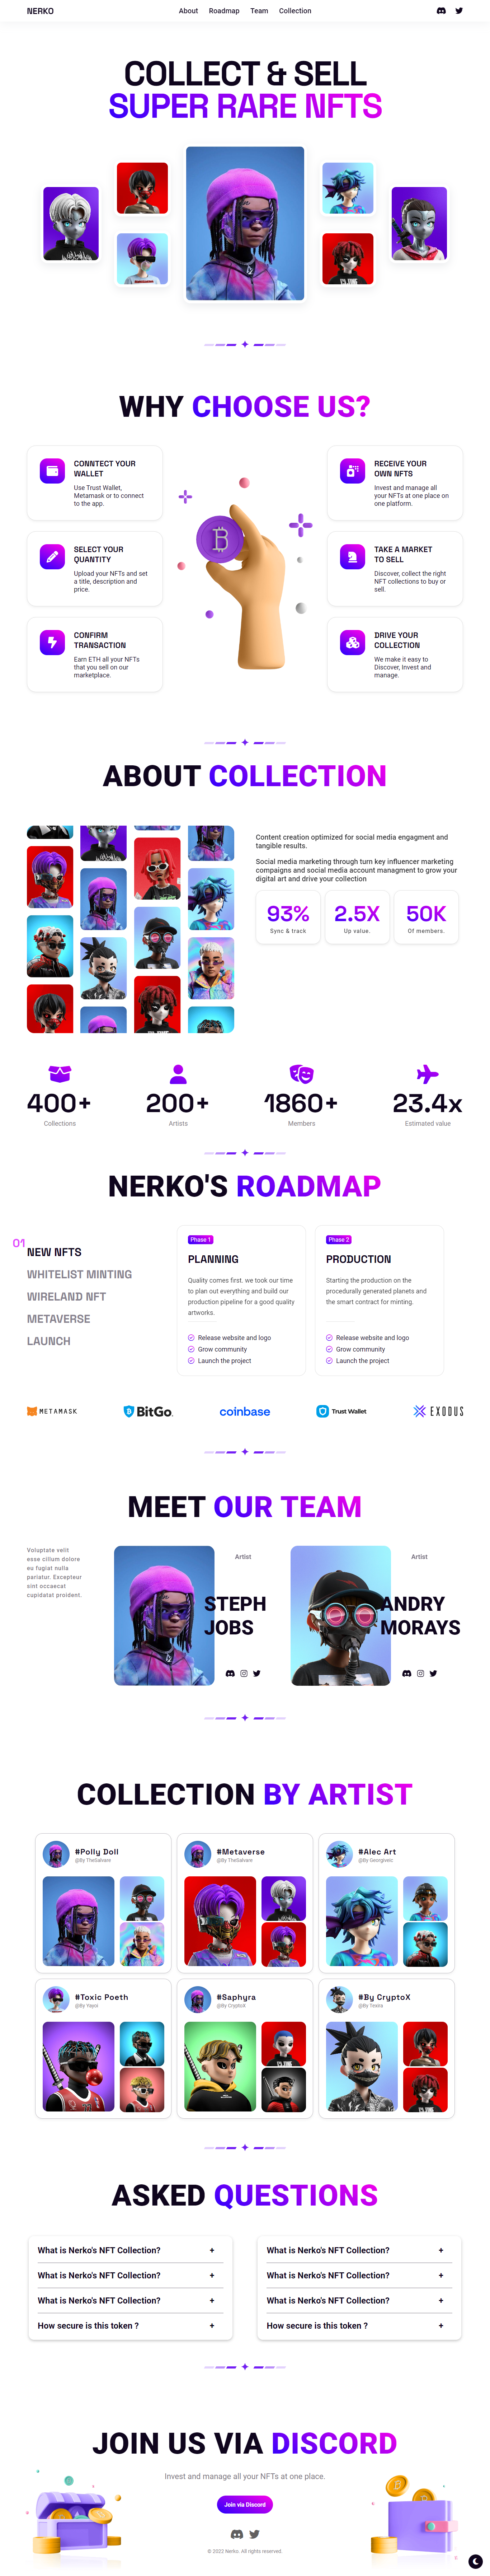 NERKO
About Roadmap Team Collection
COLLECT & SELL
SUPER RARE NFTS
WHY CHOOSE US?
CONNTECT YOUR
WALLET
Use Trust Wallet,
Metamask or to connect
to the app.
SELECT YOUR
QUANTITY
Upload your NFTs and set
a title, description and
price.
CONFIRM
TRANSACTION
Earn ETH all your NFTs
that you sell on our
marketplace.
RECEIVE YOUR
OWN NFTS
Invest and manage all
your NFTs at one place on
one platform.
TAKE A MARKET
TO SELL
Discover, collect the right
NFT collections to buy or
sell.
DRIVE YOUR
COLLECTION
We make it easy to
Discover, Invest and
manage.
ABOUT COLLECTION
Content creation optimized for social media engagment and
tangible results.
Social media marketing through turn key influencer marketing
compaigns and social media account managment to grow your
digital art and drive your collection
93%
Sync & track
2.5X
Up value.
50K
Of members.
400+
Collections
200+
Artists
1860+
Members
23.4x
Estimated value
NERKO'S ROADMAP
01
NEW NFTS
WHITELIST MINTING
WIRELAND NFT
METAVERSE
LAUNCH
Phase 1
PLANNING
Quality comes first. we took our time
to plan out everything and build our
production pipeline for a good quality
artworks.
Release website and logo
Grow community
Launch the project
Phase 2
PRODUCTION
Starting the production on the
procedurally generated planets and
the smart contract for minting.
Release website and logo
Grow community
Launch the project
METAMASK
BitGo
coinbase
Trust Wallet
EXODUS
MEET OUR TEAM
Voluptate velit
esse cillum dolore
eu fugiat nulla
pariatur. Excepteur
sint occaecat
cupidatat proident.
Artist
STEPH
JOBS
Artist
ANDRY
MORAYS
COLLECTION BY ARTIST
#Polly Doll
@By TheSalvare
#Metaverse
@By TheSalvare
#Alec Art
@By Georgijevic
#Toxic Poeth
@By Yayoi
#Saphyra
@By CryptoX
#By CryptoX
@By Texira
ASKED QUESTIONS
What is Nerko's NFT Collection? +
What is Nerko's NFT Collection? +
What is Nerko's NFT Collection? +
How secure is this token ? +
What is Nerko's NFT Collection? +
What is Nerko's NFT Collection? +
What is Nerko's NFT Collection? +
How secure is this token ? +
JOIN US VIA DISCORD
Invest and manage all your NFTs at one place.
Join via Discord
© 2022 Nerko. All rights reserved.